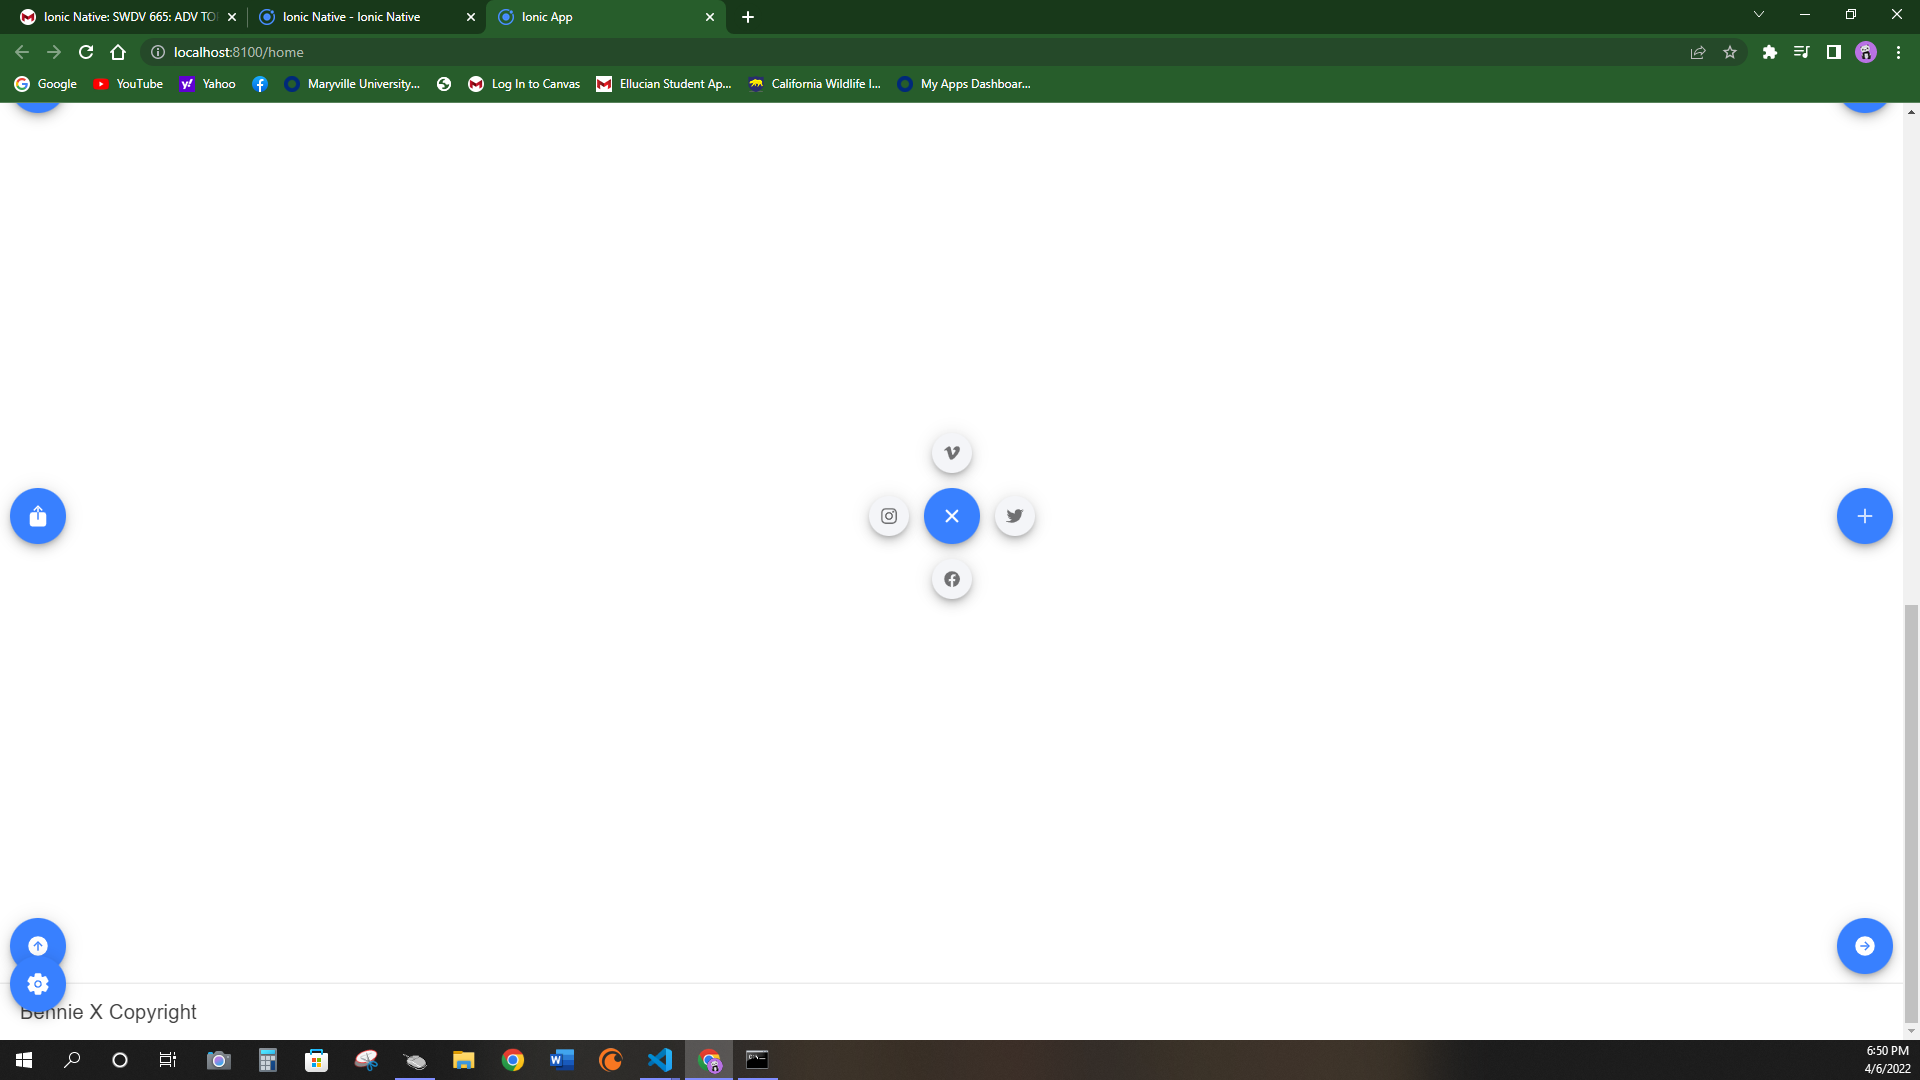 Ionic Native: SWDV 665: ADV TO
Ionic Native - Ionic Native
Ionic App
localhost:8100/home
Google
YouTube
Yahoo
Maryville University...
Log In to Canvas
Ellucian Student Ap...
California Wildlife I...
My Apps Dashboar...
Bennie X Copyright
6:50 PM
4/6/2022